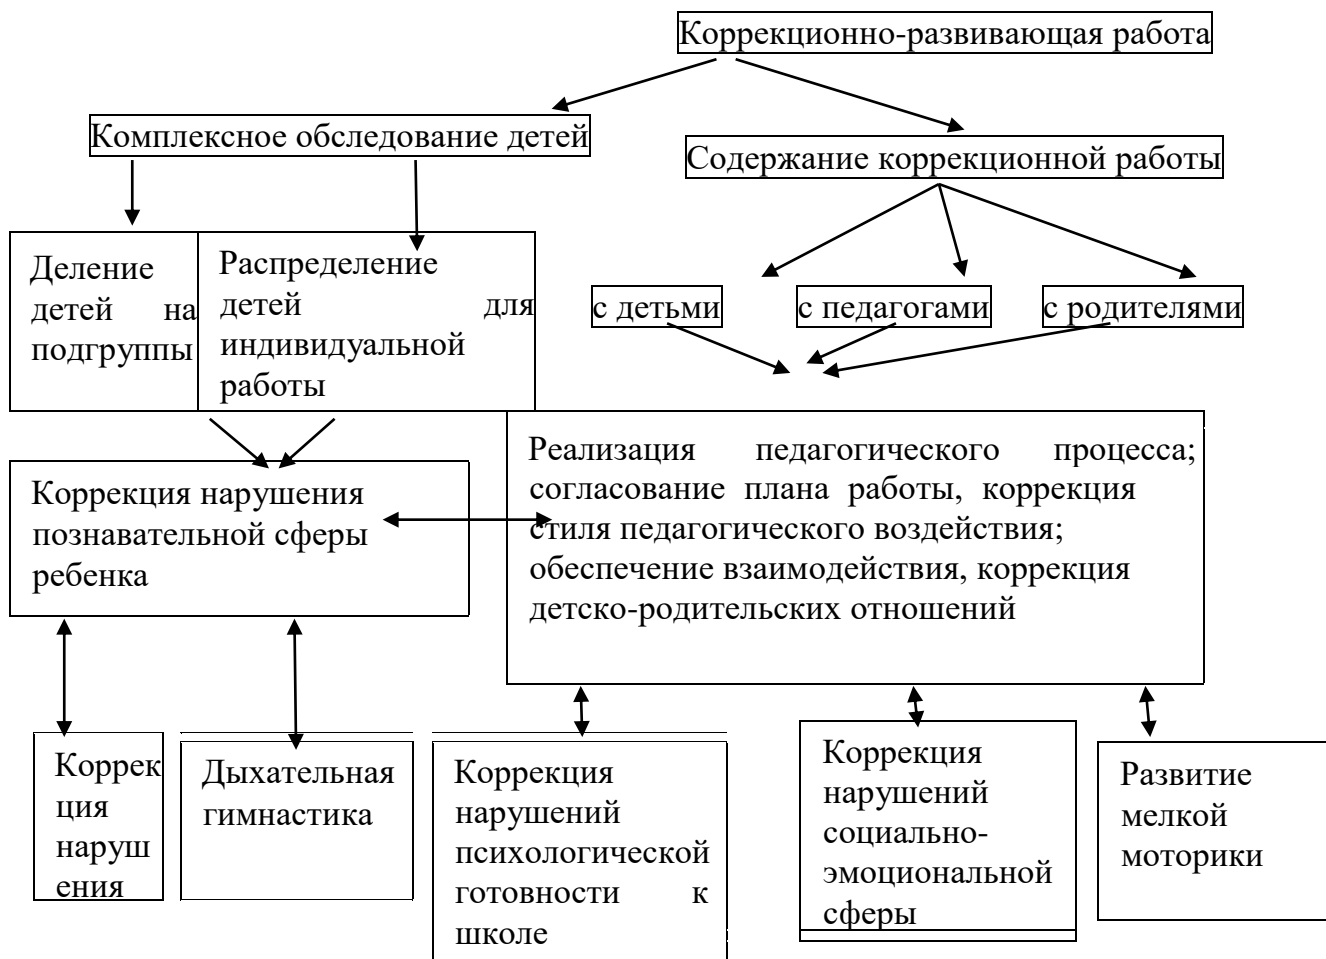 Коррекционно-развивающая работа
Комплексное обследование детей
Содержание коррекционной работы
Деление
детей на
подгруппы
Распределение
детей для
индивидуальной
работы
с детьми
с педагогами
с родителями
Реализация педагогического процесса;
согласование плана работы, коррекция
стиля педагогического воздействия;
обеспечение взаимодействия, коррекция
детско-родительских отношений
Коррекция нарушения
познавательной сферы
ребенка
Коррек
ция
наруш
ения
Дыхательная
гимнастика
Коррекция
нарушений
психологической
готовности к
школе
Коррекция
нарушений
социально-
эмоциональной
сферы
Развитие
мелкой
моторики